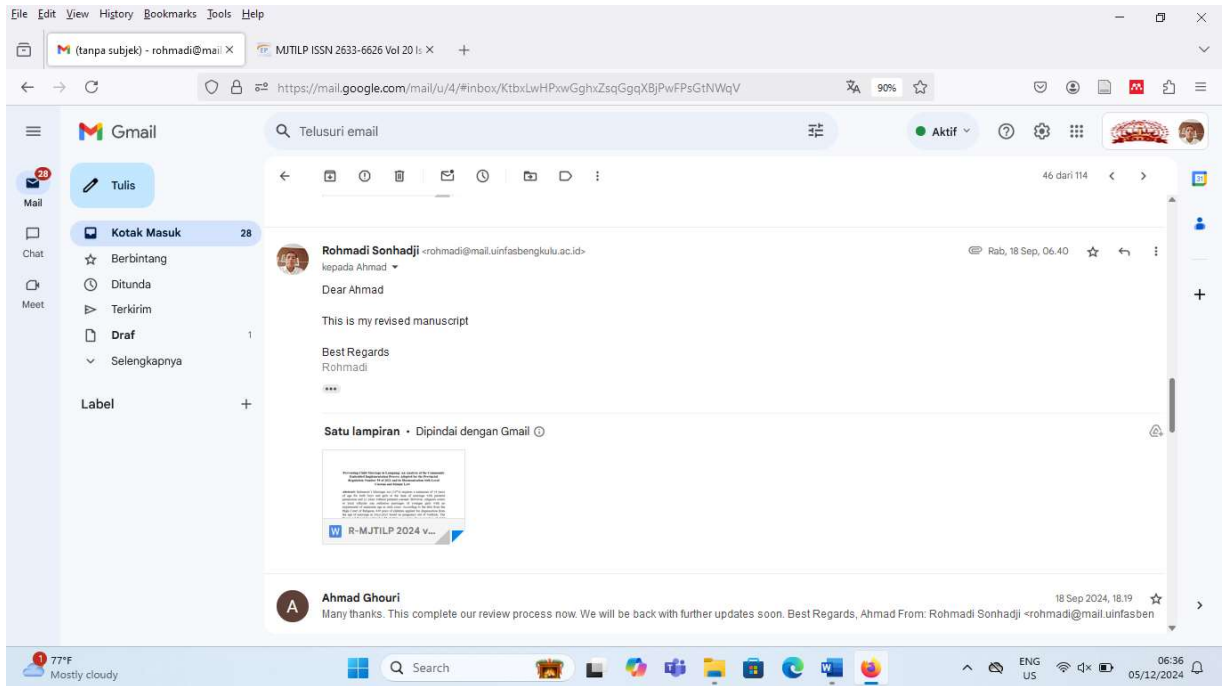 File Edit View History Bookmarks Tools Help
(tanpa subjek) - rohmadi@mail
MJTILP ISSN 2633-6626 Vol 20 Is
https://mail.google.com/mail/u/4/#inbox/KtbxLwHPxwGghxZsqGgqXBjPwFPsGtNWqV
90%
Gmail
Telusuri email
Aktif
28
Mail
Tulis
46 dari 114
31
Kotak Masuk 28
Chat
Berbintang
Ditunda
Meet
Terkirim
Draf 1
Selengkapnya
Label
Rohmadi Sonhadji <rohmadi@mail.uinfasbengkulu.ac.id>
Rab, 18 Sep, 06.40
kepada Ahmad
Dear Ahmad
This is my revised manuscript
Best Regards
Rohmadi
Satu lampiran • Dipindai dengan Gmail
W R-MJTILP 2024 v...
A
Ahmad Ghouri
18 Sep 2024, 18.19
Many thanks. This complete our review process now. We will be back with further updates soon. Best Regards, Ahmad From: Rohmadi Sonhadji <rohmadi@mail.uinfasben
1
77°F
Mostly cloudy
Search
ENG
US
06:36
05/12/2024